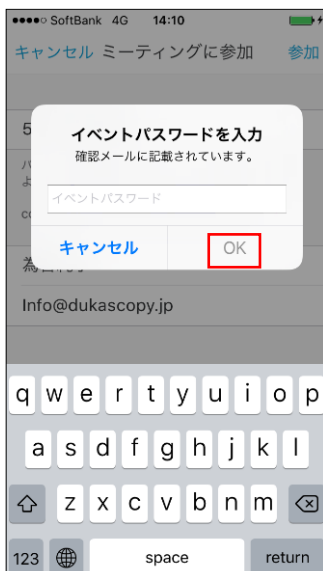 SoftBank 4G 14:10
キャンセル ミーティングに参加 参加
5
イベントパスワードを入力
確認メールに記載されています。
イベントパスワード
キャンセル OK
Info@dukascopy.jp
q w e r t y u i o p
a s d f g h j k l
z x c v b n m
123 space return